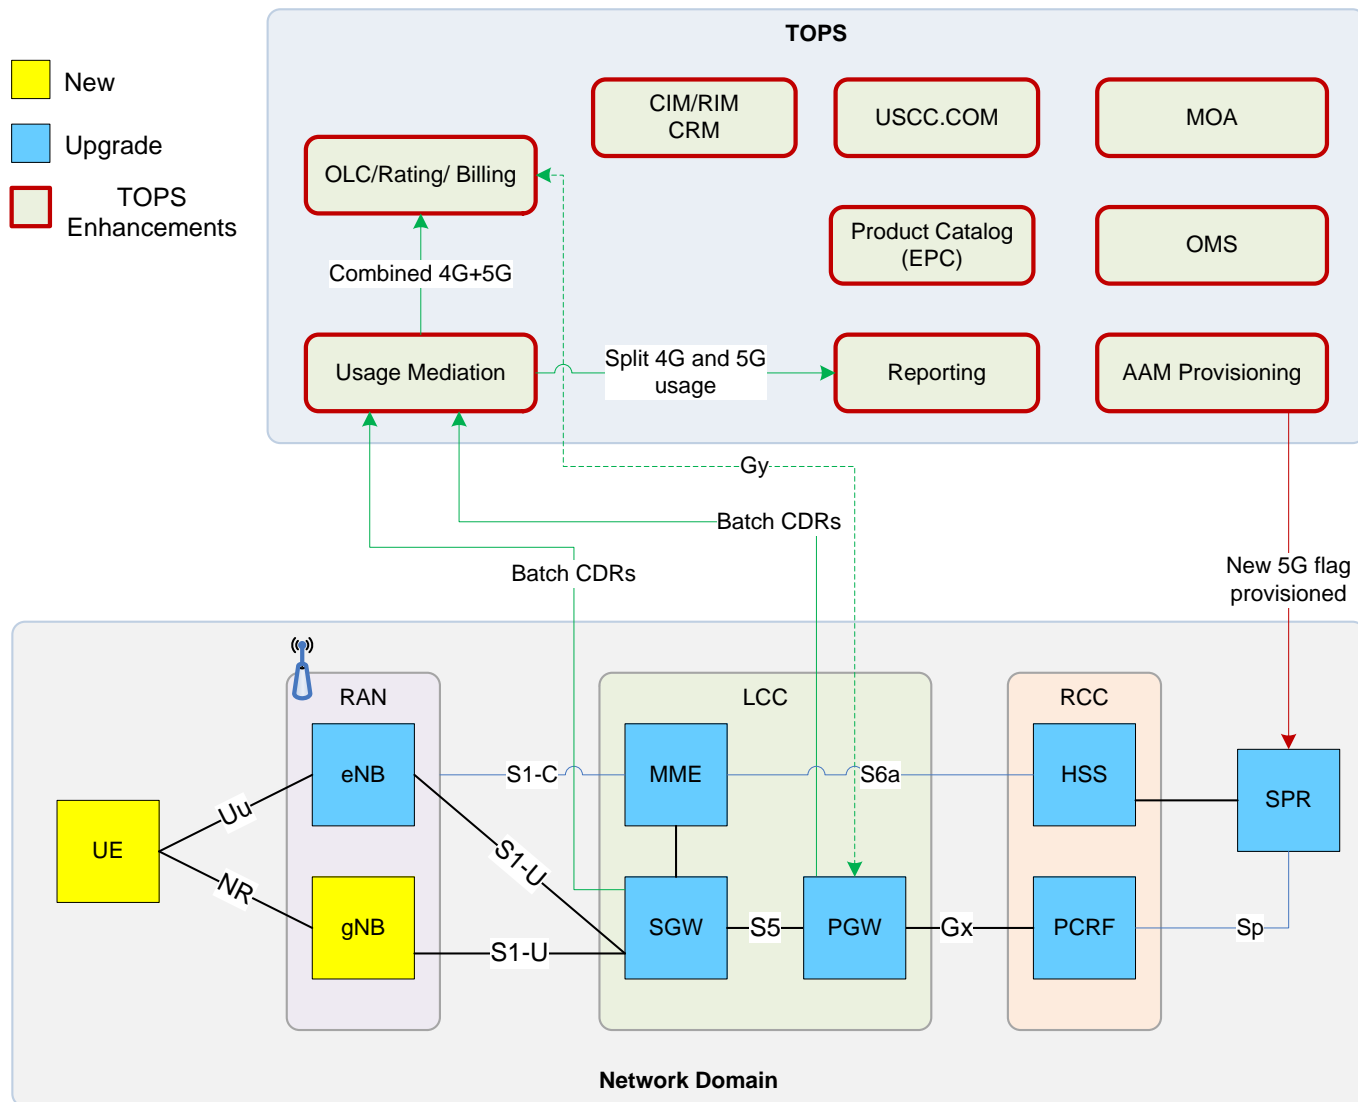 TOPS
New
Upgrade
TOPS
Enhancements
CIM/RIM
CRM
USCC.COM
MOA
OLC/Rating/ Billing
Product Catalog
(EPC)
OMS
Combined 4G+5G
Usage Mediation
Split 4G and 5G
usage
Reporting
AAM Provisioning
Gy
Batch CDRs
Batch CDRs
New 5G flag
provisioned
RAN
LCC
RCC
eNB
S1-C
MME
S6a
HSS
SPR
Uu
UE
NR
S1-U
gNB
S1-U
SGW
S5
PGW
Gx
PCRF
Sp
Network Domain